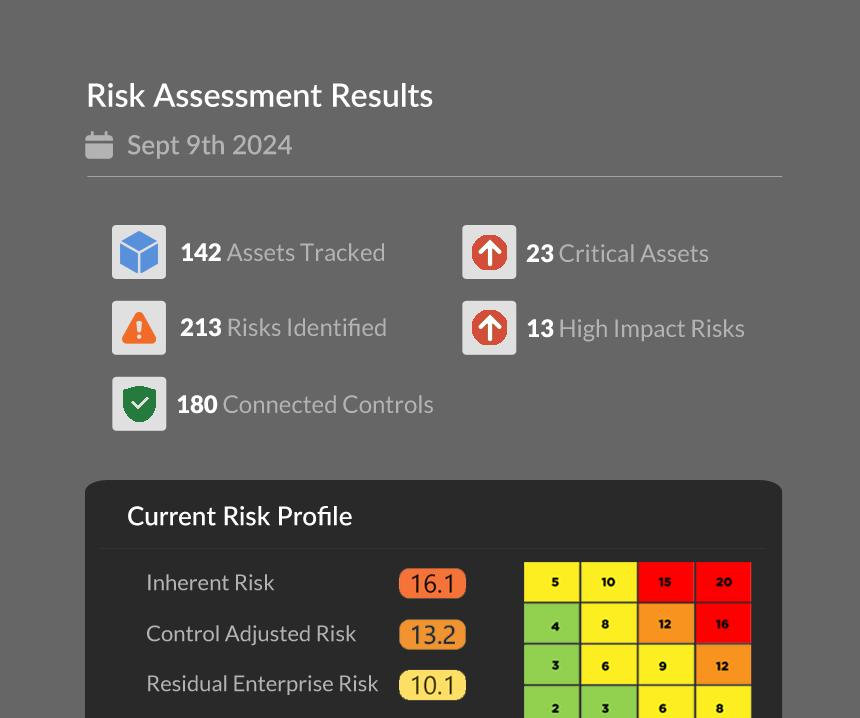 Risk Assessment Results
Sept 9th 2024
142 Assets Tracked
23 Critical Assets
213 Risks Identified
13 High Impact Risks
180 Connected Controls
Current Risk Profile
Inherent Risk 16.1
Control Adjusted Risk 13.2
Residual Enterprise Risk 10.1
5 10 15 20
4 8 12 16
3 6 9 12
2 3 6 8